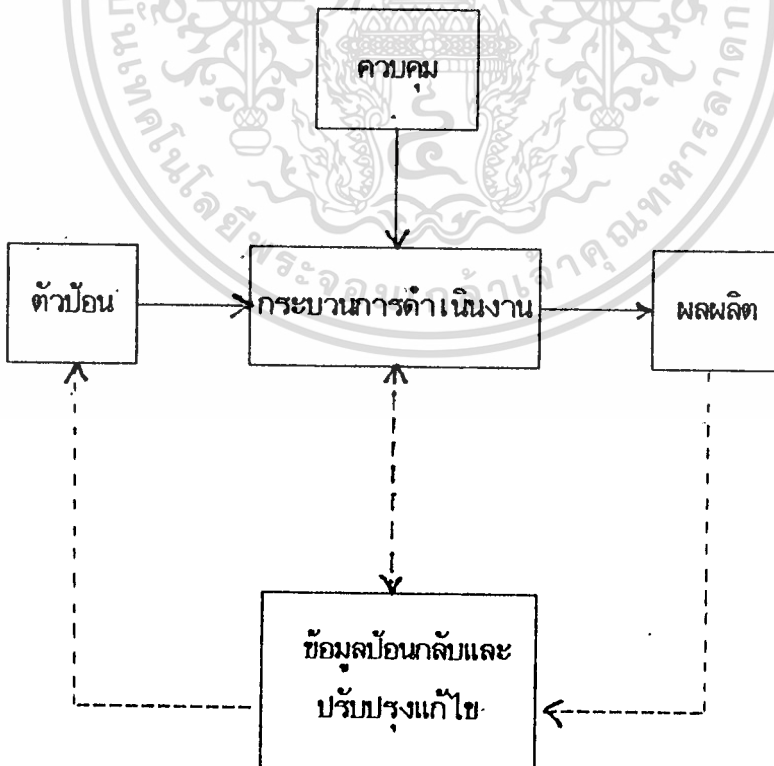 ควบคุม
ตัวป้อน
กระบวนการดำเนินงาน
ผลผลิต
ข้อมูลป้อนกลับและ
ปรับปรุงแก้ไข